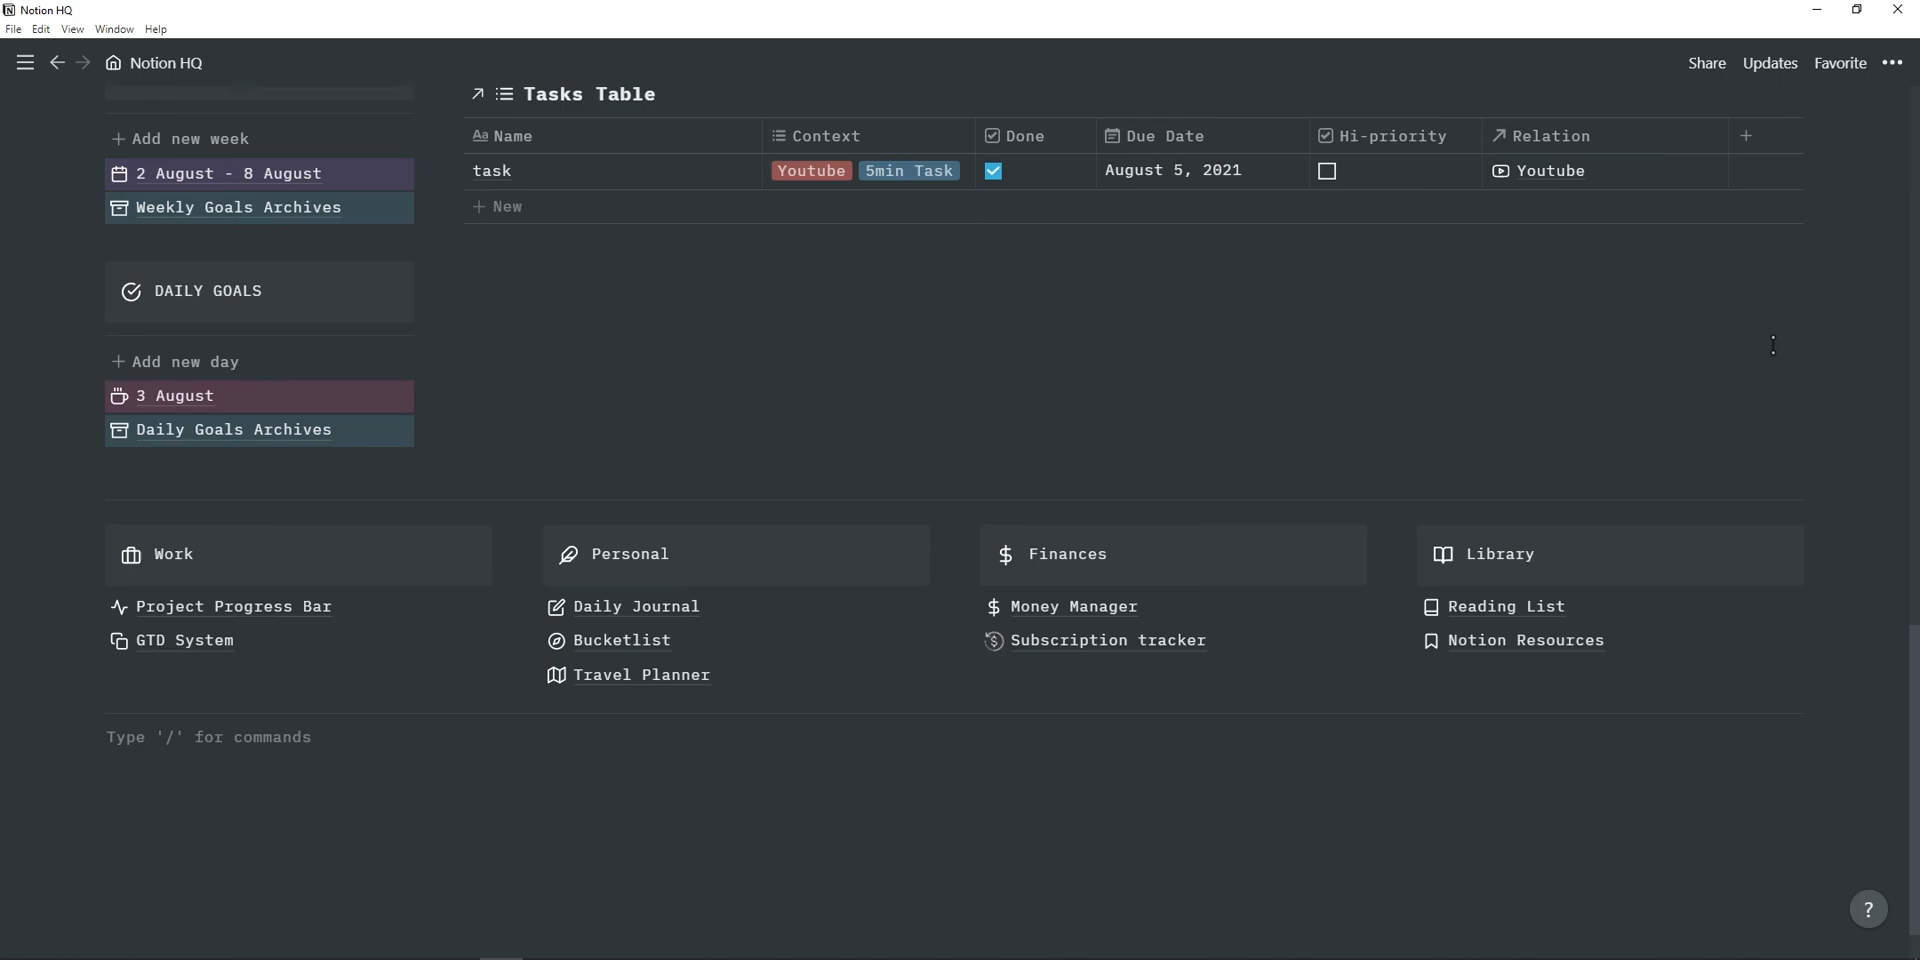 Notion HQ
File Edit View Window Help
Notion HQ
Share Updates Favorite
+ Add new week
2 August - 8 August
Weekly Goals Archives
DAILY GOALS
+ Add new day
3 August
Daily Goals Archives
Tasks Table
Aa Name Context Done Due Date Hi-priority Relation +
task Youtube 5min Task August 5, 2021 Youtube
+ New
Work
Project Progress Bar
GTD System
Personal
Daily Journal
Bucketlist
Travel Planner
Finances
Money Manager
Subscription tracker
Library
Reading List
Notion Resources
Type '/' for commands
?